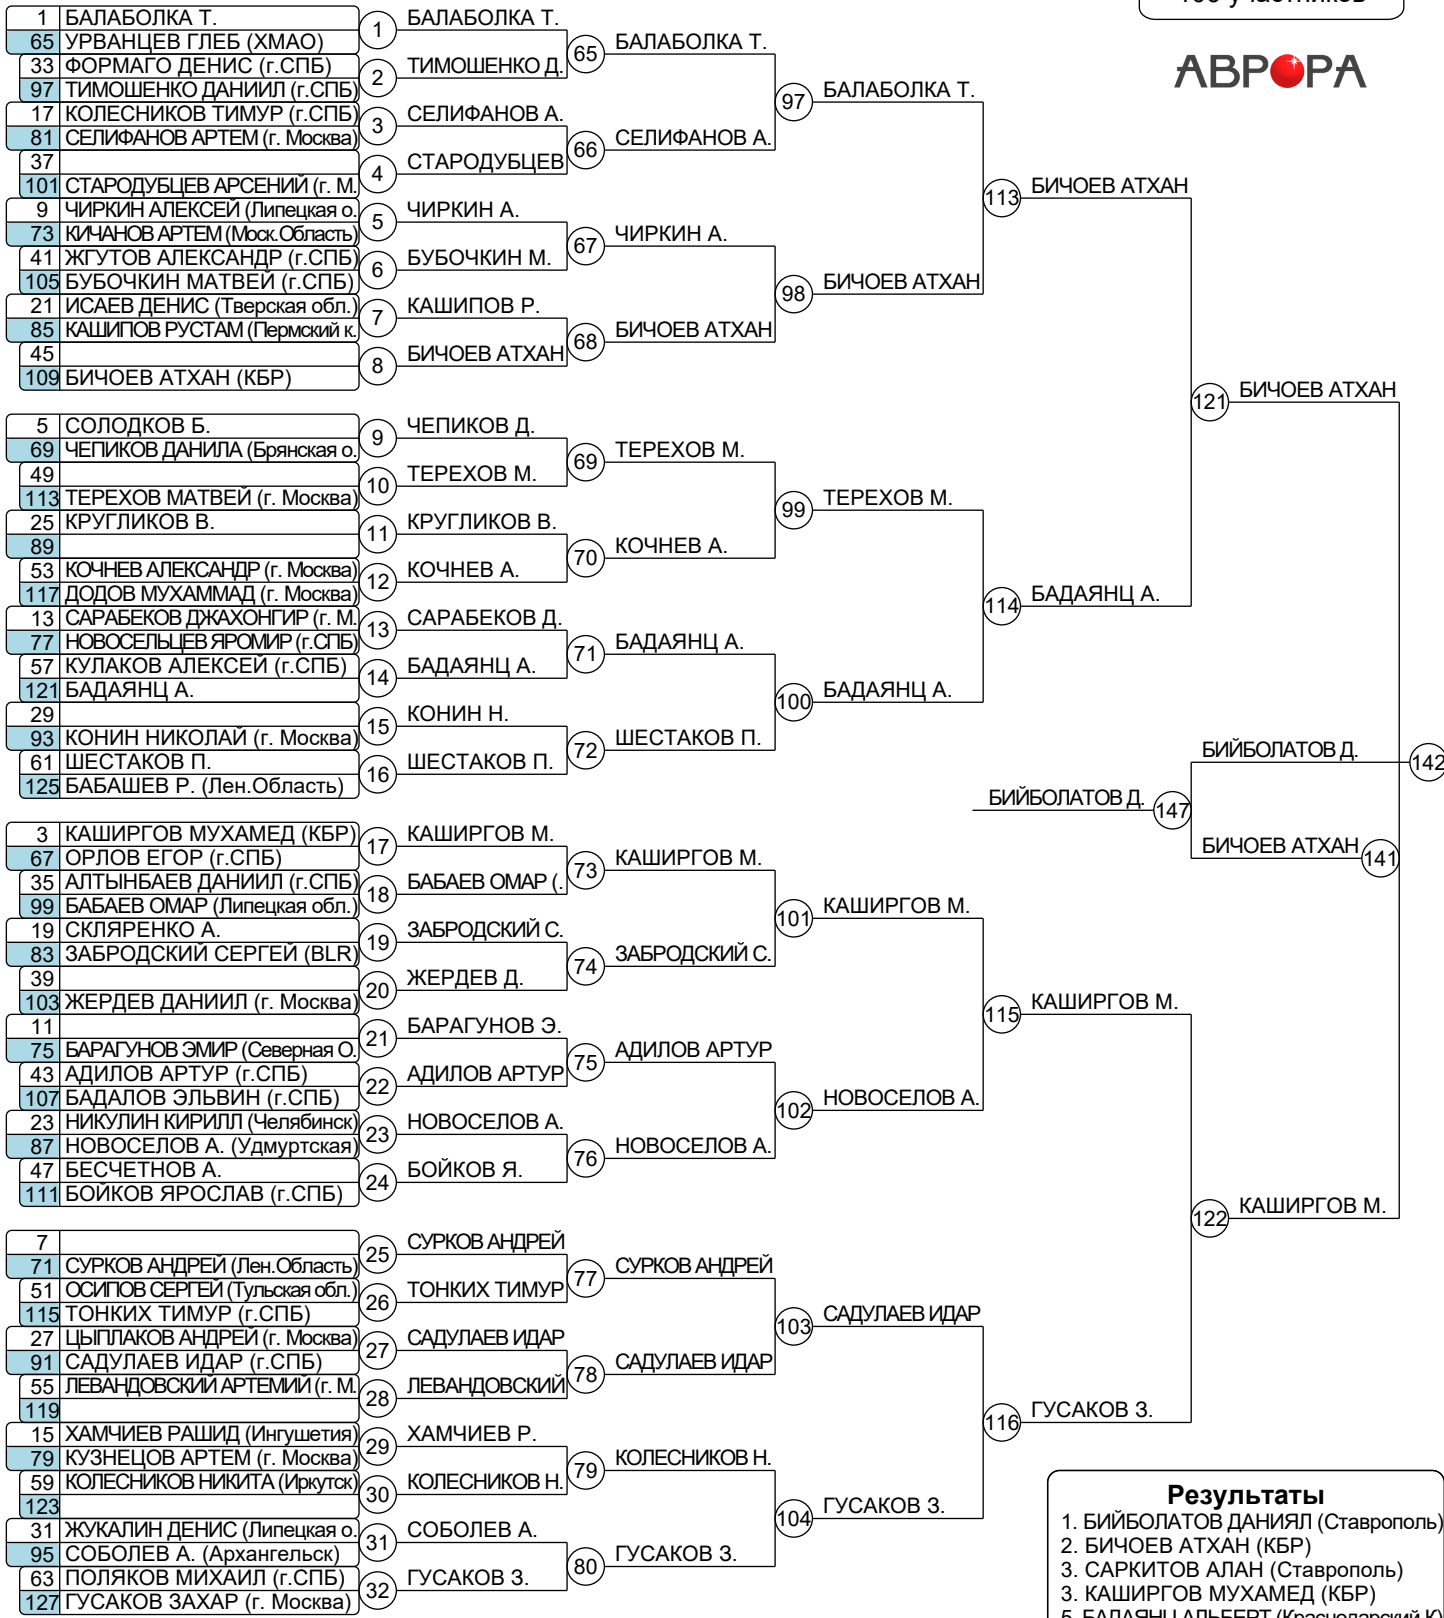 участников
АВРОРА
1 БАЛАБОЛКА Т.
65 УРВАНЦЕВ ГЛЕБ (ХМАО)
33 ФОРМАГО ДЕНИС (г.СПБ)
97 ТИМОШЕНКО ДАНИИЛ (г.СПБ)
17 КОЛЕСНИКОВ ТИМУР (г.СПБ)
81 СЕЛИФАНОВ АРТЕМ (г. Москва)
37
101 СТАРОДУБЦЕВ АРСЕНИЙ (г. М.
9 ЧИРКИН АЛЕКСЕЙ (Липецкая о.
73 КИЧАНОВ АРТЕМ (Моск.Область)
41 ЖГУТОВ АЛЕКСАНДР (г.СПБ)
105 БУБОЧКИН МАТВЕЙ (г.СПБ)
21 ИСАЕВ ДЕНИС (Тверская обл.)
85 КАШИПОВ РУСТАМ (Пермский к.
45
109 БИЧОЕВ АТХАН (КБР)
5 СОЛОДКОВ Б.
69 ЧЕПИКОВ ДАНИЛА (Брянская о.
49
113 ТЕРЕХОВ МАТВЕЙ (г. Москва)
25 КРУГЛИКОВ В.
89
53 КОЧНЕВ АЛЕКСАНДР (г. Москва)
117 ДОДОВ МУХАММАД (г. Москва)
13 САРАБЕКОВ ДЖАХОНГИР (г. М.
77 НОВОСЕЛЬЦЕВ ЯРОМИР (г.СПБ)
57 КУЛАКОВ АЛЕКСЕЙ (г.СПБ)
121 БАДАЯНЦ А.
29
93 КОНИН НИКОЛАЙ (г. Москва)
61 ШЕСТАКОВ П.
125 БАБАШЕВ Р. (Лен.Область)
3 КАШИРГОВ МУХАМЕД (КБР)
67 ОРЛОВ ЕГОР (г.СПБ)
35 АЛТЫНБАЕВ ДАНИИЛ (г.СПБ)
99 БАБАЕВ ОМАР (Липецкая обл.)
19 СКЛЯРЕНКО А.
83 ЗАБРОДСКИЙ СЕРГЕЙ (BLR)
39
103 ЖЕРДЕВ ДАНИИЛ (г. Москва)
11
75 БАРАГУНОВ ЭМИР (Северная О.
43 АДИЛОВ АРТУР (г.СПБ)
107 БАДАЛОВ ЭЛЬВИН (г.СПБ)
23 НИКУЛИН КИРИЛЛ (Челябинск)
87 НОВОСЕЛОВ А. (Удмуртская)
47 БЕСЧЕТНОВ А.
111 БОЙКОВ ЯРОСЛАВ (г.СПБ)
7
71 СУРКОВ АНДРЕЙ (Лен.Область)
51 ОСИПОВ СЕРГЕЙ (Тульская обл.)
115 ТОНКИХ ТИМУР (г.СПБ)
27 ЦЫПЛАКОВ АНДРЕЙ (г. Москва)
91 САДУЛАЕВ ИДАР (г.СПБ)
55 ЛЕВАНДОВСКИЙ АРТЕМИЙ (г. М.
119
15 ХАМЧИЕВ РАШИД (Ингушетия)
79 КУЗНЕЦОВ АРТЕМ (г. Москва)
59 КОЛЕСНИКОВ НИКИТА (Иркутск)
123
31 ЖУКАЛИН ДЕНИС (Липецкая о.
95 СОБОЛЕВ А. (Архангельск)
63 ПОЛЯКОВ МИХАИЛ (г.СПБ)
127 ГУСАКОВ ЗАХАР (г. Москва)
1 БАЛАБОЛКА Т.
2 ТИМОШЕНКО Д.
3 СЕЛИФАНОВ А.
4 СТАРОДУБЦЕВ
5 ЧИРКИН А.
6 БУБОЧКИН М.
7 КАШИПОВ Р.
8 БИЧОЕВ АТХАН
9 ЧЕПИКОВ Д.
10 ТЕРЕХОВ М.
11 КРУГЛИКОВ В.
12 КОЧНЕВ А.
13 САРАБЕКОВ Д.
14 БАДАЯНЦ А.
15 КОНИН Н.
16 ШЕСТАКОВ П.
17 КАШИРГОВ М.
18 БАБАЕВ ОМАР (.
19 ЗАБРОДСКИЙ С.
20 ЖЕРДЕВ Д.
21 БАРАГУНОВ Э.
22 АДИЛОВ АРТУР
23 НОВОСЕЛОВ А.
24 БОЙКОВ Я.
25 СУРКОВ АНДРЕЙ
26 ТОНКИХ ТИМУР
27 САДУЛАЕВ ИДАР
28 ЛЕВАНДОВСКИЙ
29 ХАМЧИЕВ Р.
30 КОЛЕСНИКОВ Н.
31 СОБОЛЕВ А.
32 ГУСАКОВ З.
65 БАЛАБОЛКА Т.
66 СЕЛИФАНОВ А.
67 ЧИРКИН А.
68 БИЧОЕВ АТХАН
69 ТЕРЕХОВ М.
70 КОЧНЕВ А.
71 БАДАЯНЦ А.
72 ШЕСТАКОВ П.
73 КАШИРГОВ М.
74 ЗАБРОДСКИЙ С.
75 АДИЛОВ АРТУР
76 НОВОСЕЛОВ А.
77 СУРКОВ АНДРЕЙ
78 САДУЛАЕВ ИДАР
79 КОЛЕСНИКОВ Н.
80 ГУСАКОВ З.
97 БАЛАБОЛКА Т.
98 БИЧОЕВ АТХАН
99 ТЕРЕХОВ М.
100 БАДАЯНЦ А.
101 КАШИРГОВ М.
102 НОВОСЕЛОВ А.
103 САДУЛАЕВ ИДАР
104 ГУСАКОВ З.
113 БИЧОЕВ АТХАН
114 БАДАЯНЦ А.
115 КАШИРГОВ М.
116 ГУСАКОВ З.
121 БИЧОЕВ АТХАН
122 КАШИРГОВ М.
БИЙБОЛАТОВ Д. 142
БИЙБОЛАТОВ Д. 147
БИЧОЕВ АТХАН 141
Результаты
1. БИЙБОЛАТОВ ДАНИЯЛ (Ставрополь)
2. БИЧОЕВ АТХАН (КБР)
3. САРКИТОВ АЛАН (Ставрополь)
3. КАШИРГОВ МУХАМЕД (КБР)
5. БАДАЯНЦ АЛЬБЕРТ (Краснодарский К)